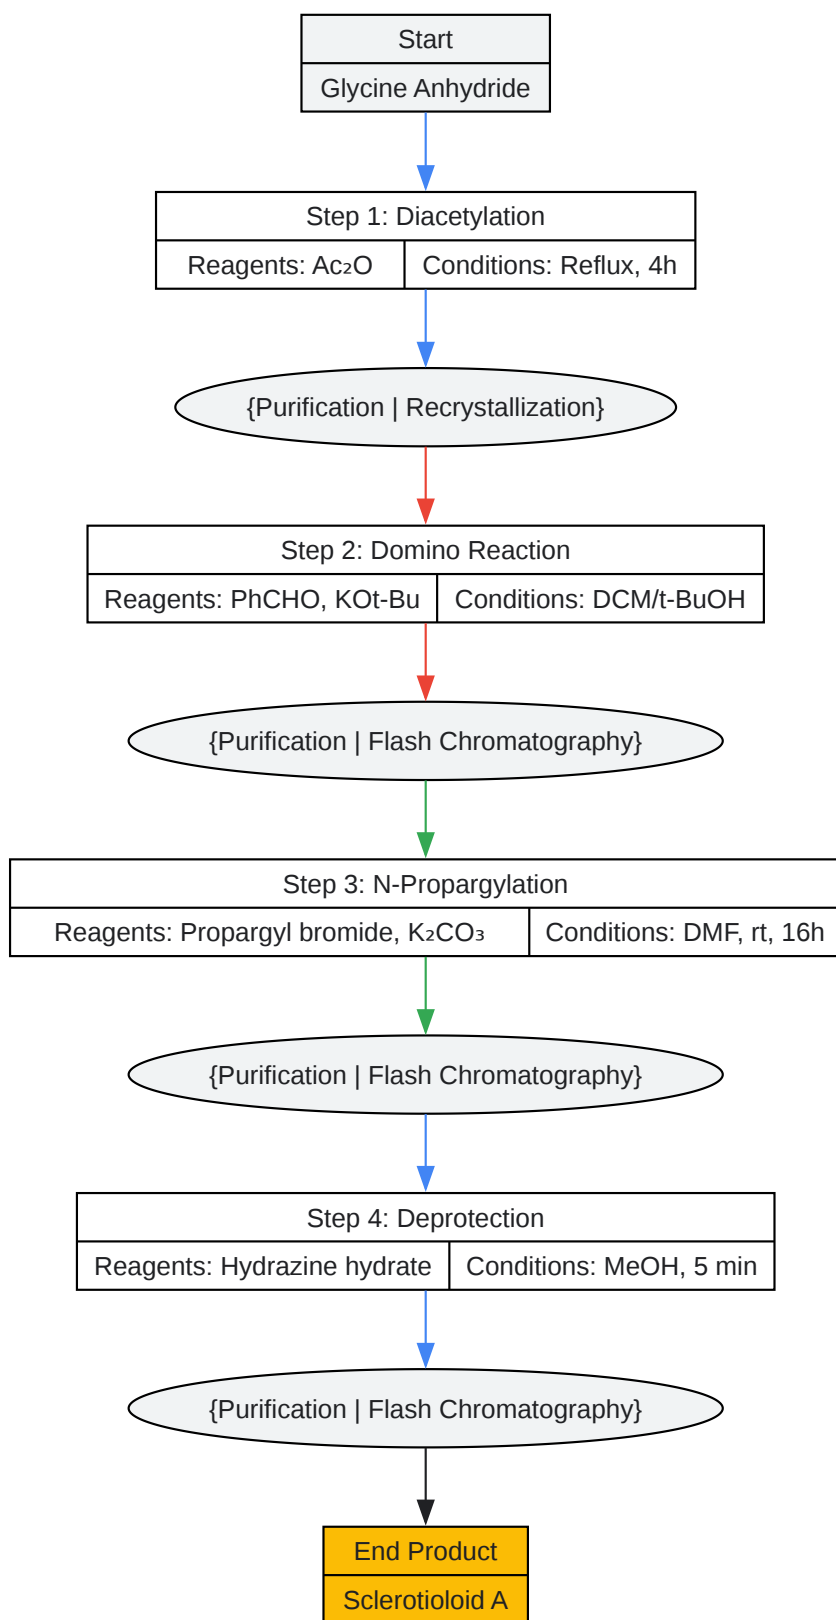 Start
Glycine Anhydride
Step 1: Diacetylation
Reagents: Ac₂O
Conditions: Reflux, 4h
{Purification | Recrystallization}
Step 2: Domino Reaction
Reagents: PhCHO, KOt-Bu
Conditions: DCM/t-BuOH
{Purification | Flash Chromatography}
Step 3: N-Propargylation
Reagents: Propargyl bromide, K₂CO₃
Conditions: DMF, rt, 16h
{Purification | Flash Chromatography}
Step 4: Deprotection
Reagents: Hydrazine hydrate
Conditions: MeOH, 5 min
{Purification | Flash Chromatography}
End Product
Sclerotioloid A